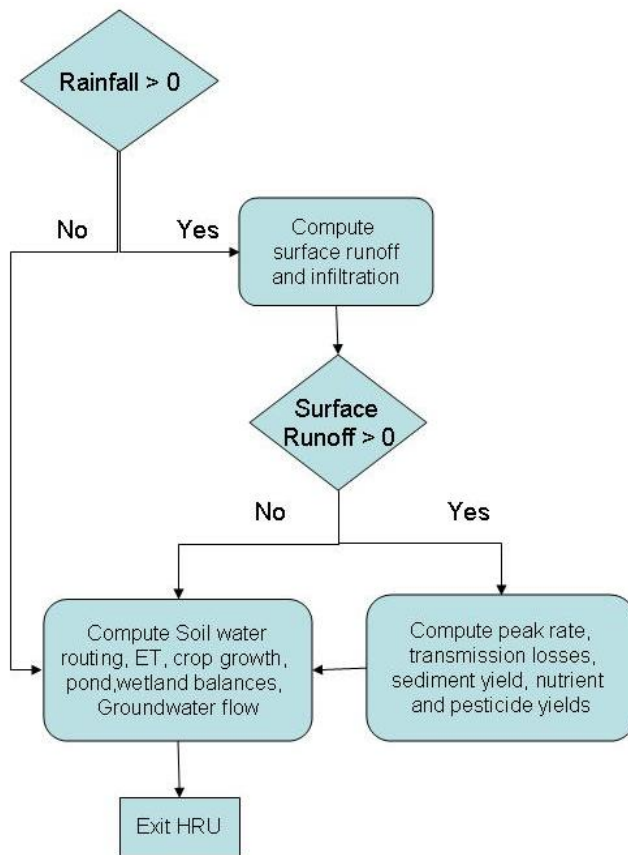 Rainfall > 0
No
Yes
Compute
surface runoff
and infiltration
Surface
Runoff > 0
No
Yes
Compute Soil water
routing, ET, crop growth,
pond,wetland balances,
Groundwater flow
Compute peak rate,
transmission losses,
sediment yield, nutrient
and pesticide yields
Exit HRU